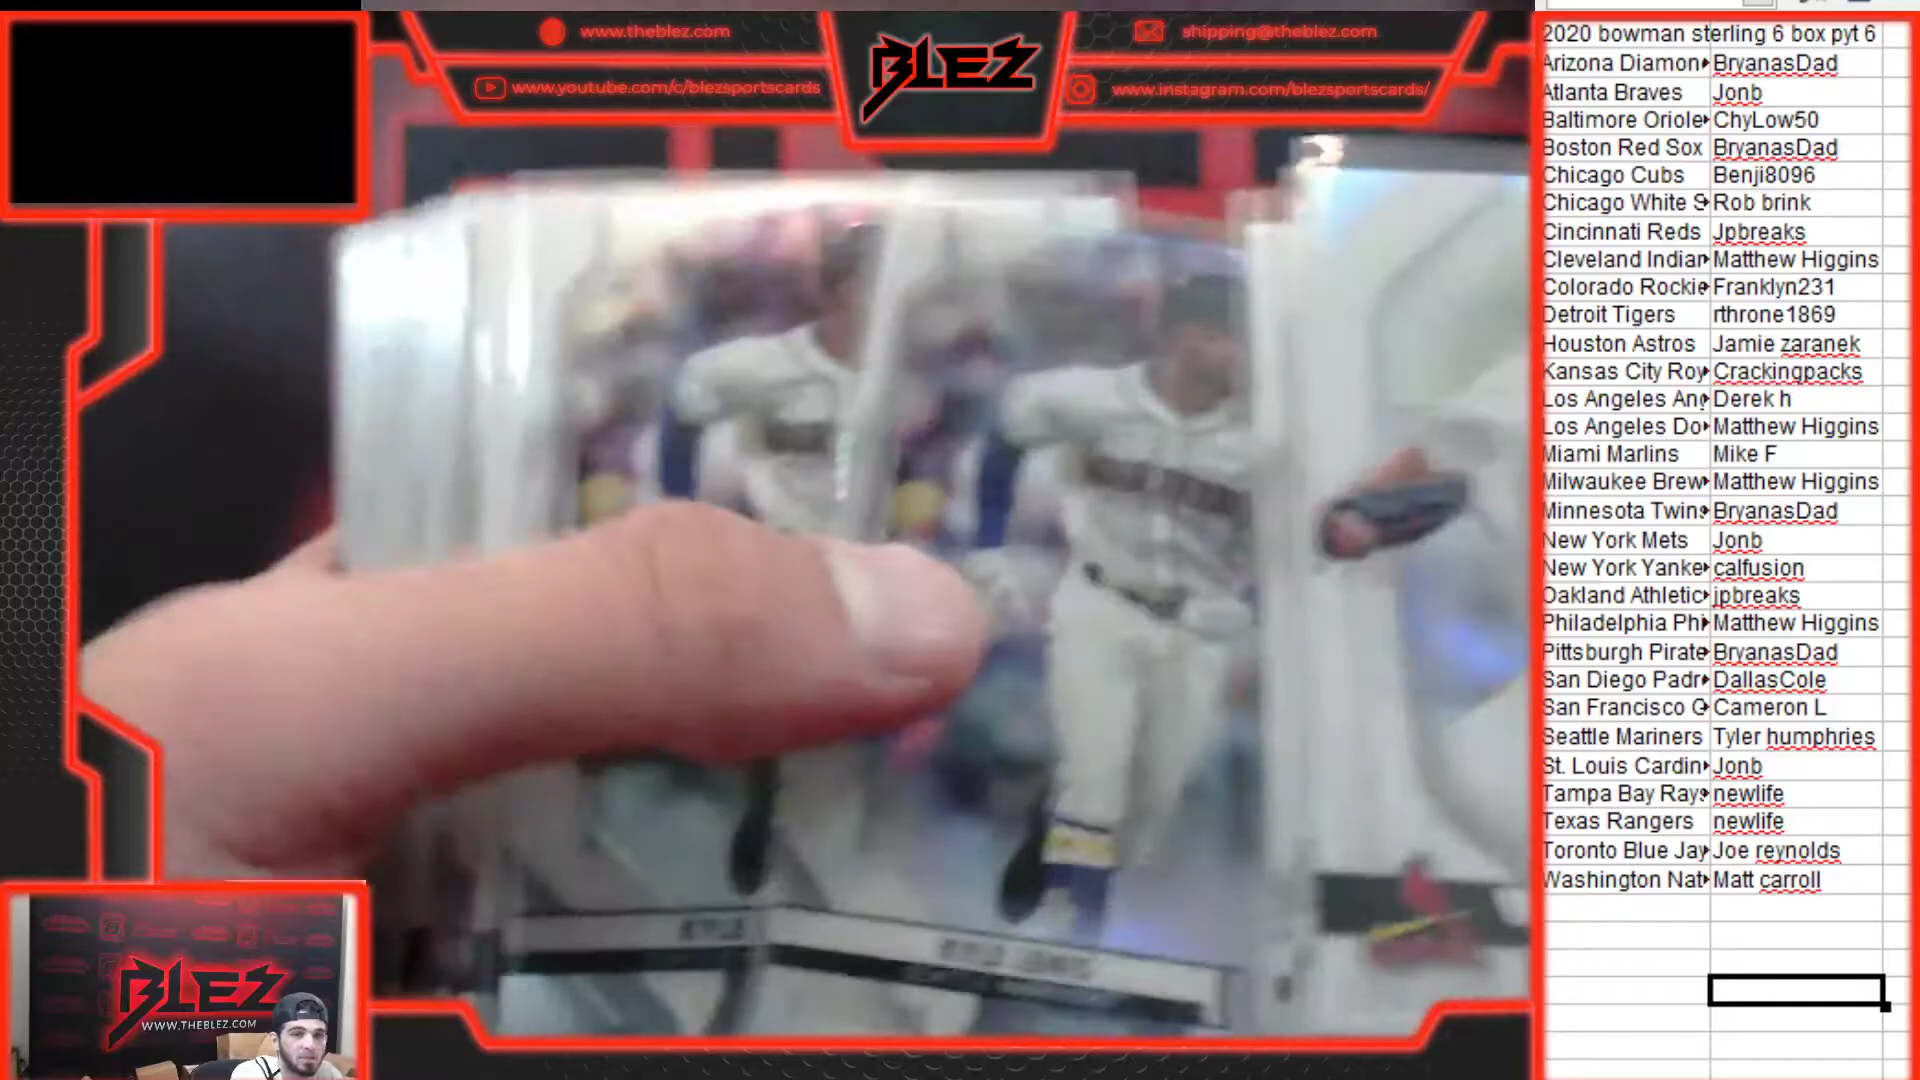 www.theblez.com
BLEZ
shipping@theblez.com
www.youtube.com/c/blezsportscards
www.instagram.com/blezsportscards/
2020 bowman sterling 6 box pyt 6
Arizona Diamon BryanasDad
Atlanta Braves Jonb
Baltimore Oriole ChyLow50
Boston Red Sox BryanasDad
Chicago Cubs Benji8096
Chicago White S Rob brink
Cincinnati Reds Jpbreaks
Cleveland Indian Matthew Higgins
Colorado Rockie Franklyn231
Detroit Tigers rthrone1869
Houston Astros Jamie zaranek
Kansas City Roy Crackingpacks
Los Angeles Ang Derek h
Los Angeles Do Matthew Higgins
Miami Marlins Mike F
Milwaukee Brew Matthew Higgins
Minnesota Twins BryanasDad
New York Mets Jonb
New York Yanke calfusion
Oakland Athletic jpbreaks
Philadelphia Phi Matthew Higgins
Pittsburgh Pirate BryanasDad
San Diego Padr DallasCole
San Francisco G Cameron L
Seattle Mariners Tyler humphries
St. Louis Cardin Jonb
Tampa Bay Rays newlife
Texas Rangers newlife
Toronto Blue Jay Joe reynolds
Washington Nat Matt carroll
KYLE
KYLE LEWIS
BLEZ
WWW.THEBLEZ.COM